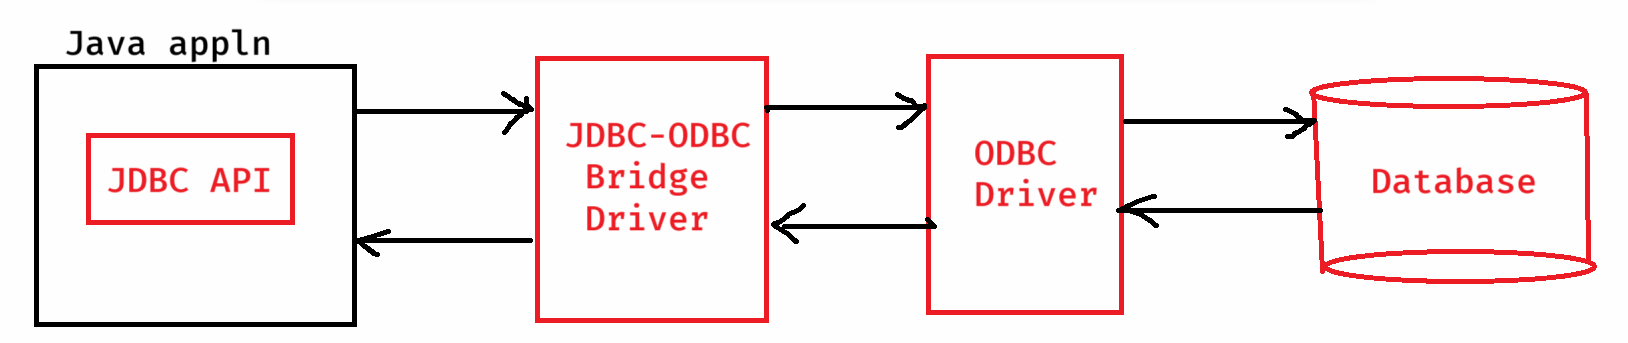 Java appln
JDBC API
JDBC-ODBC
Bridge
Driver
ODBC
Driver
Database